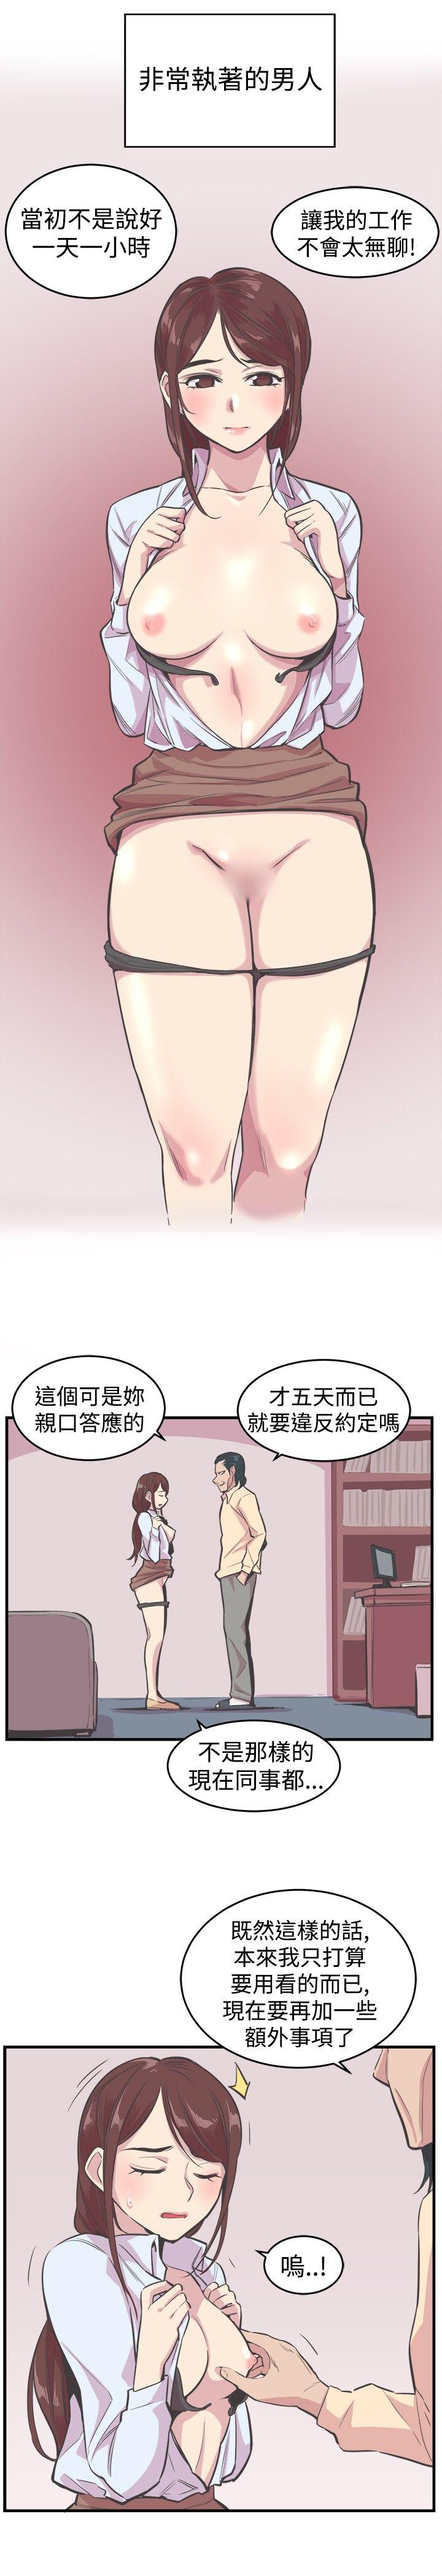 非常執著的男人
當初不是說好
一天一小時
讓我的工作
不會太無聊!
這個可是妳
親口答應的
才五天而已
就要違反約定嗎
不是那樣的
現在同事都...
既然這樣的話,
本來我只打算
要用看的而已,
現在要再加一些
額外事項了
嗚..!